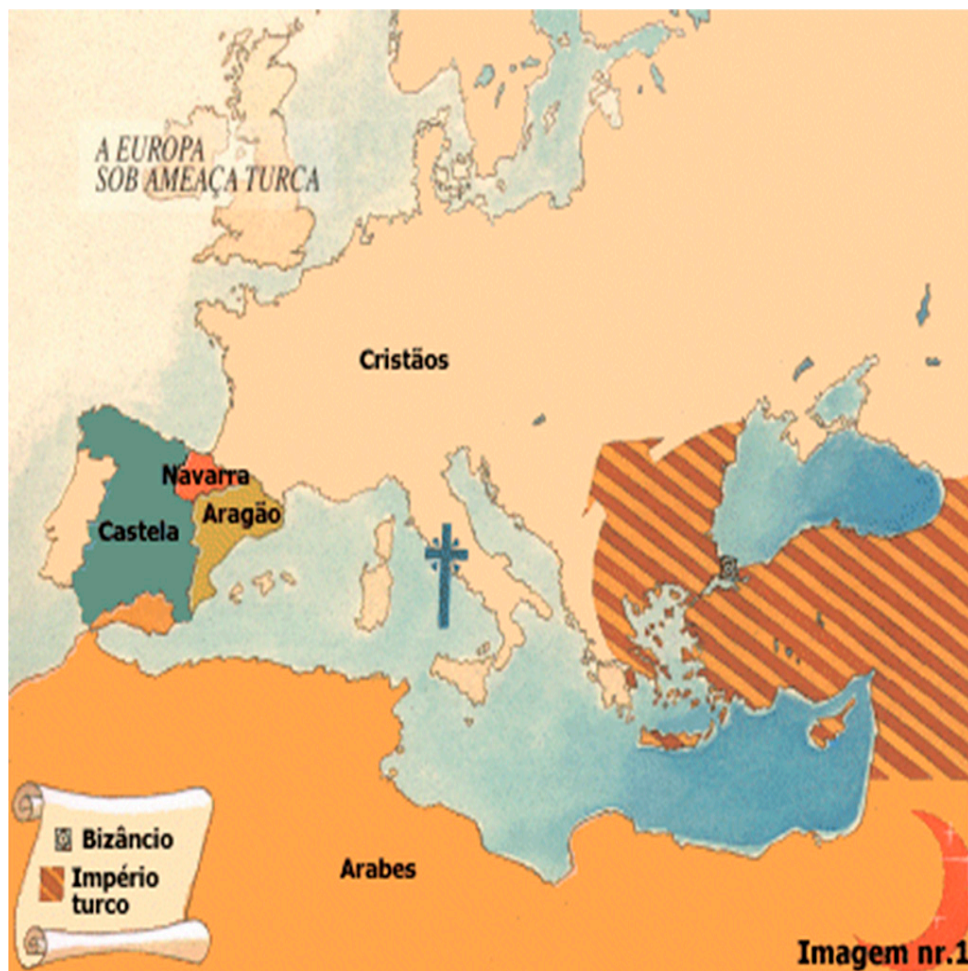 A EUROPA
SOB AMEAÇA TURCA
Cristãos
Navarra
Aragão
Castela
Bizâncio
Império
turco
Arabes
Imagem nr.1